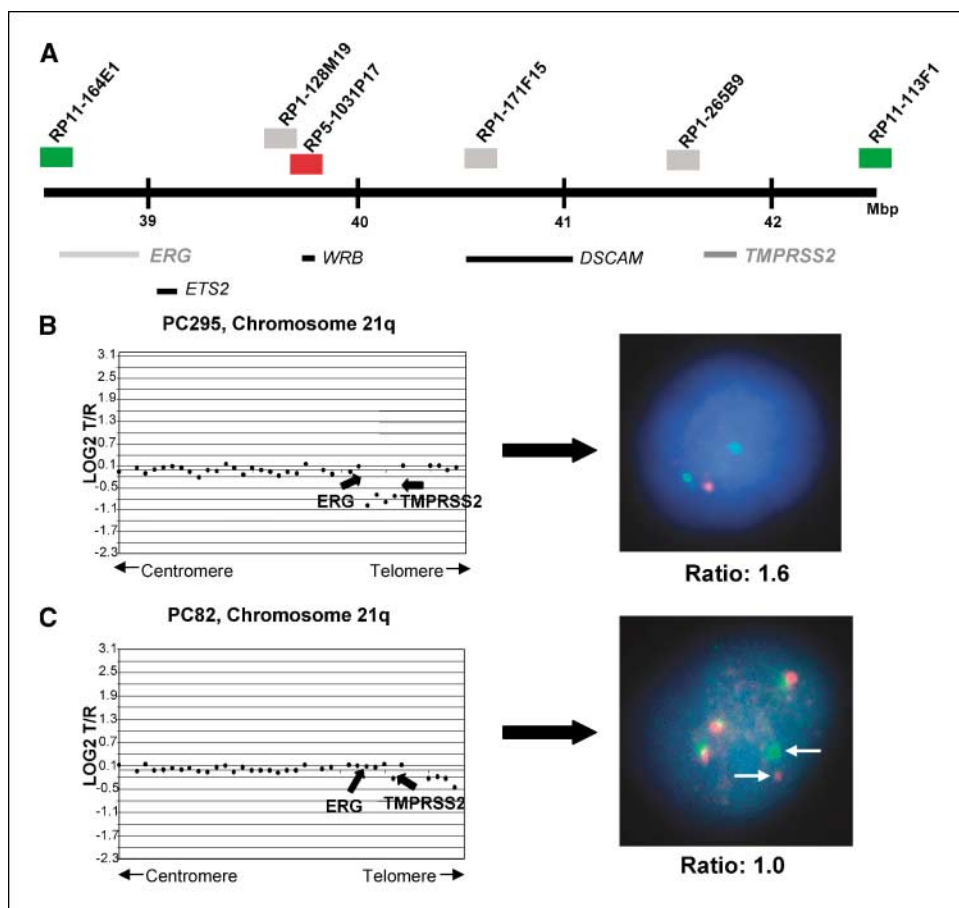 A
RP11-164E1
RP1-128M19
RP5-1031P17
RP1-171F15
RP1-265B9
RP11-113F1
39
40
41
42
Mbp
ERG
WRB
DSCAM
TMPRSS2
ETS2
B
PC295, Chromosome 21q
LOG2 T/R
3.1
2.5
1.9
1.3
0.7
0.1
-0.5
-1.1
-1.7
-2.3
ERG
TMPRSS2
Centromere
Telomere
Ratio: 1.6
C
PC82, Chromosome 21q
LOG2 T/R
3.1
2.5
1.9
1.3
0.7
0.1
-0.5
-1.1
-1.7
-2.3
ERG
TMPRSS2
Centromere
Telomere
Ratio: 1.0